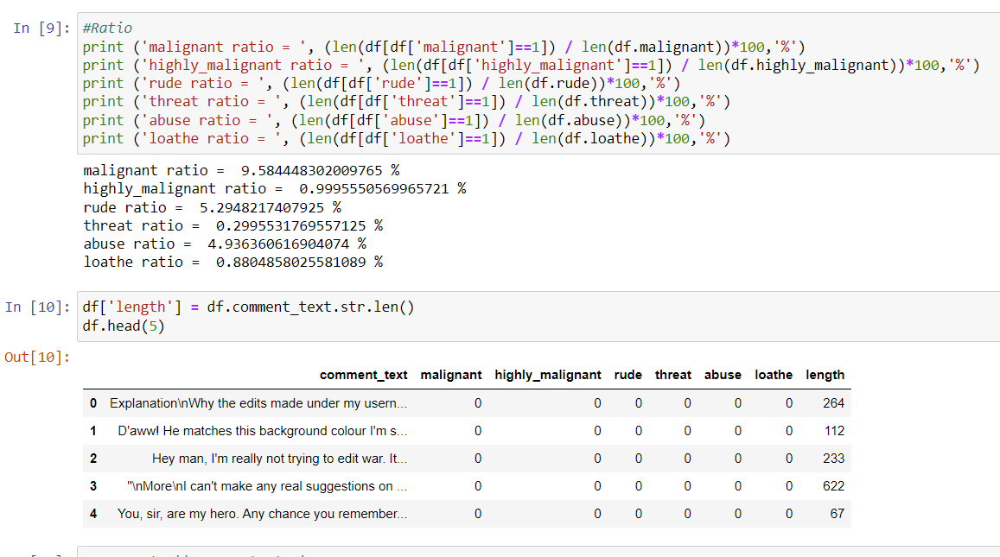 In [9]: #Ratio
print ('malignant ratio = ', (len(df[df['malignant']==1]) / len(df.malignant))*100,'%')
print ('highly_malignant ratio = ', (len(df[df['highly_malignant']==1]) / len(df.highly_malignant))*100,'%')
print ('rude ratio = ', (len(df[df['rude']==1]) / len(df.rude))*100,'%')
print ('threat ratio = ', (len(df[df['threat']==1]) / len(df.threat))*100,'%')
print ('abuse ratio = ', (len(df[df['abuse']==1]) / len(df.abuse))*100,'%')
print ('loathe ratio = ', (len(df[df['loathe']==1]) / len(df.loathe))*100,'%')
malignant ratio =  9.584448302009765 %
highly_malignant ratio =  0.9995550569965721 %
rude ratio =  5.2948217407925 %
threat ratio =  0.2995531769557125 %
abuse ratio =  4.936360616904074 %
loathe ratio =  0.8804858025581089 %
In [10]: df['length'] = df.comment_text.str.len()
df.head(5)
Out[10]:
comment_text malignant highly_malignant rude threat abuse loathe length
0 Explanation\nWhy the edits made under my usern... 0 0 0 0 0 0 264
1 D'aww! He matches this background colour I'm s... 0 0 0 0 0 0 112
2 Hey man, I'm really not trying to edit war. It... 0 0 0 0 0 0 233
3 "\nMore\nI can't make any real suggestions on ... 0 0 0 0 0 0 622
4 You, sir, are my hero. Any chance you remember... 0 0 0 0 0 0 67